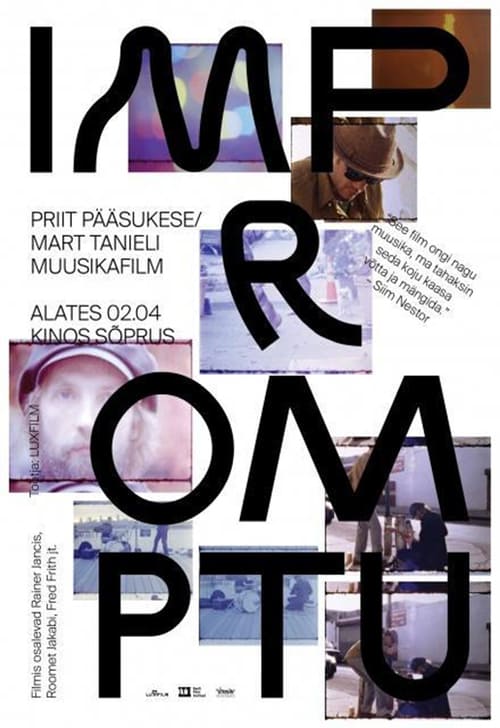 IMP
R
OM
PTU
PRIIT PÄÄSUKESE/
MART TANIELI
MUUSIKAFILM
ALATES 02.04
KINOS SÕPRUS
"See film ongi nagu
muusika, ma tahaksin
seda koju kaasa
võtta ja mängida."
– Siim Nestor
Tootja: LUXFILM
Filmis osalevad Rainer Jancis,
Roomet Jakabi, Fred Frith jt.
LUXFILM